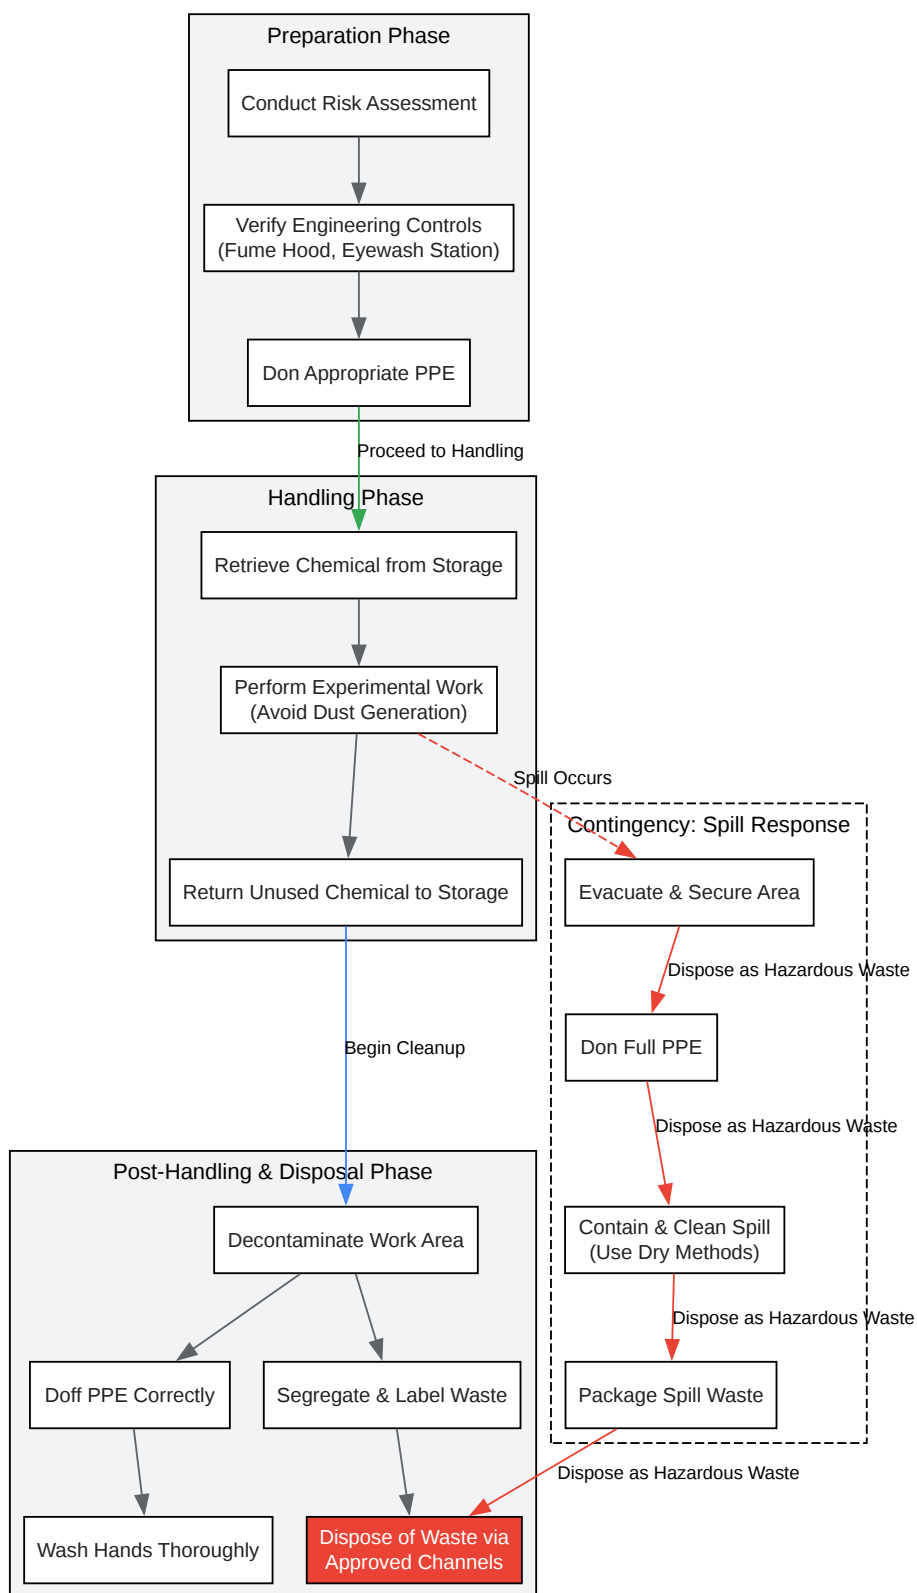 Preparation Phase
Conduct Risk Assessment
Verify Engineering Controls
(Fume Hood, Eyewash Station)
Don Appropriate PPE
Proceed to Handling
Handling Phase
Retrieve Chemical from Storage
Perform Experimental Work
(Avoid Dust Generation)
Spill Occurs
Return Unused Chemical to Storage
Contingency: Spill Response
Evacuate & Secure Area
Dispose as Hazardous Waste
Don Full PPE
Begin Cleanup
Dispose as Hazardous Waste
Contain & Clean Spill
(Use Dry Methods)
Dispose as Hazardous Waste
Package Spill Waste
Dispose as Hazardous Waste
Post-Handling & Disposal Phase
Decontaminate Work Area
Doff PPE Correctly
Segregate & Label Waste
Wash Hands Thoroughly
Dispose of Waste via
Approved Channels